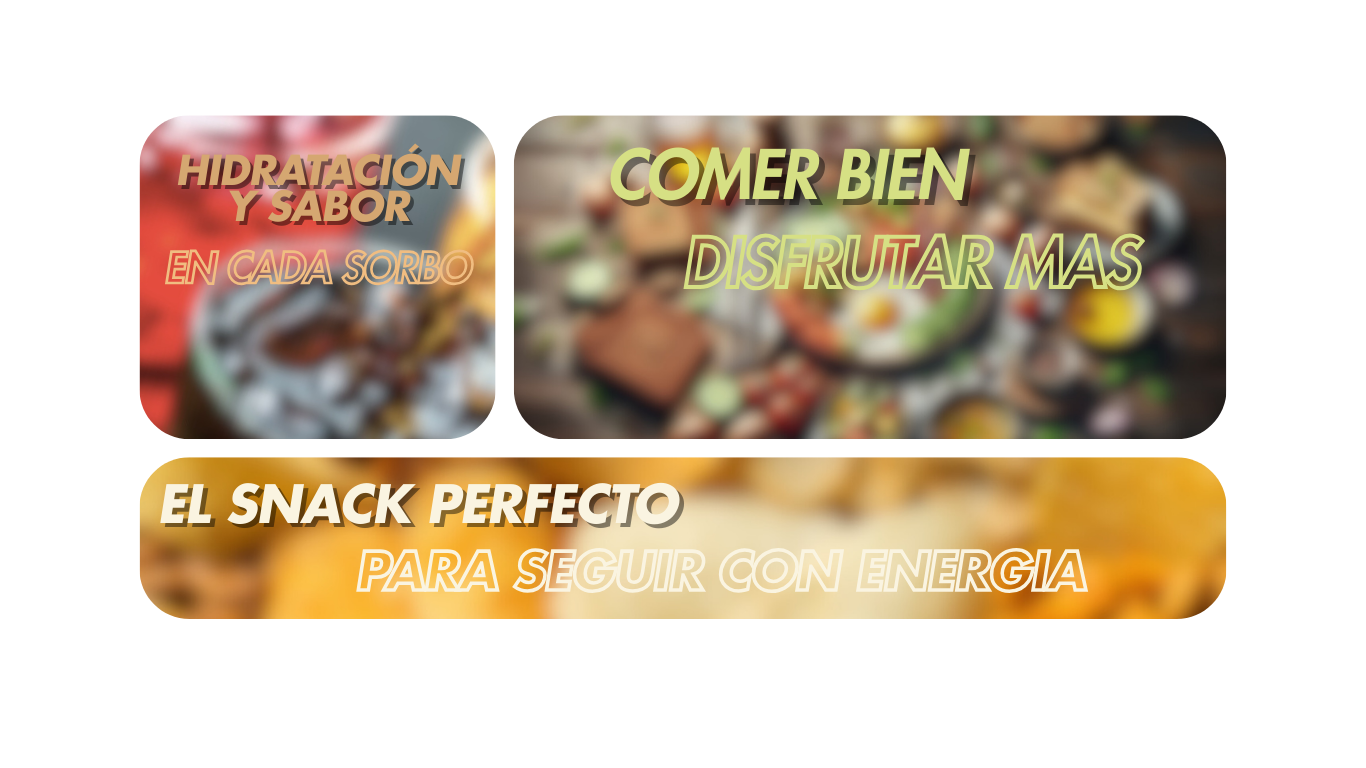 HIDRATACIÓN
Y SABOR
EN CADA SORBO
COMER BIEN
DISFRUTAR MAS
EL SNACK PERFECTO
PARA SEGUIR CON ENERGIA